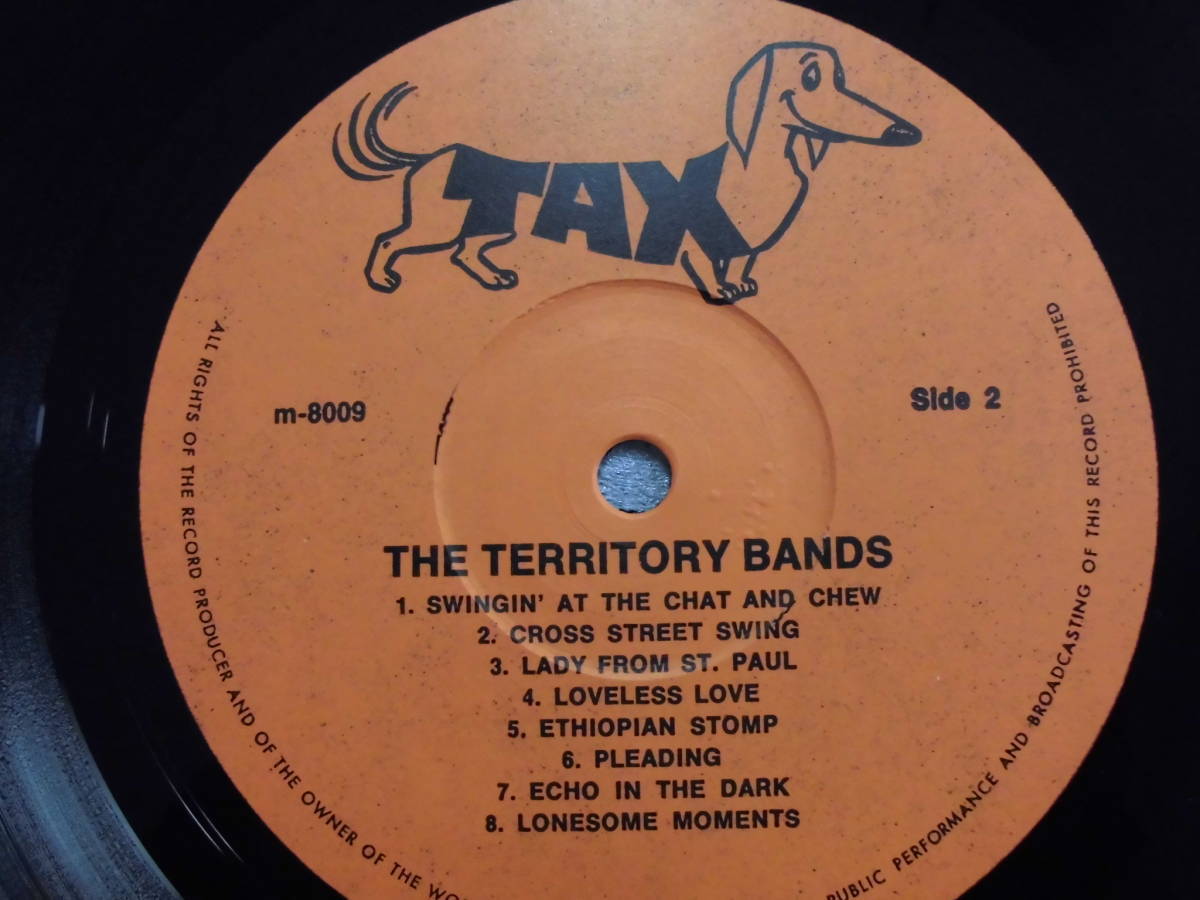 TAX
m-8009
Side 2
THE TERRITORY BANDS
1. SWINGIN' AT THE CHAT AND CHEW
2. CROSS STREET SWING
3. LADY FROM ST. PAUL
4. LOVELESS LOVE
5. ETHIOPIAN STOMP
6. PLEADING
7. ECHO IN THE DARK
8. LONESOME MOMENTS
ALL RIGHTS OF THE RECORD PRODUCER AND OF THE OWNER OF THE
PUBLIC PERFORMANCE AND BROADCASTING OF THIS RECORD PROHIBITED